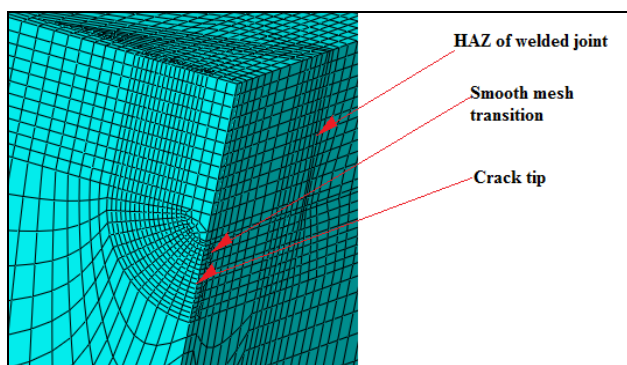 HAZ of welded joint
Smooth mesh
transition
Crack tip